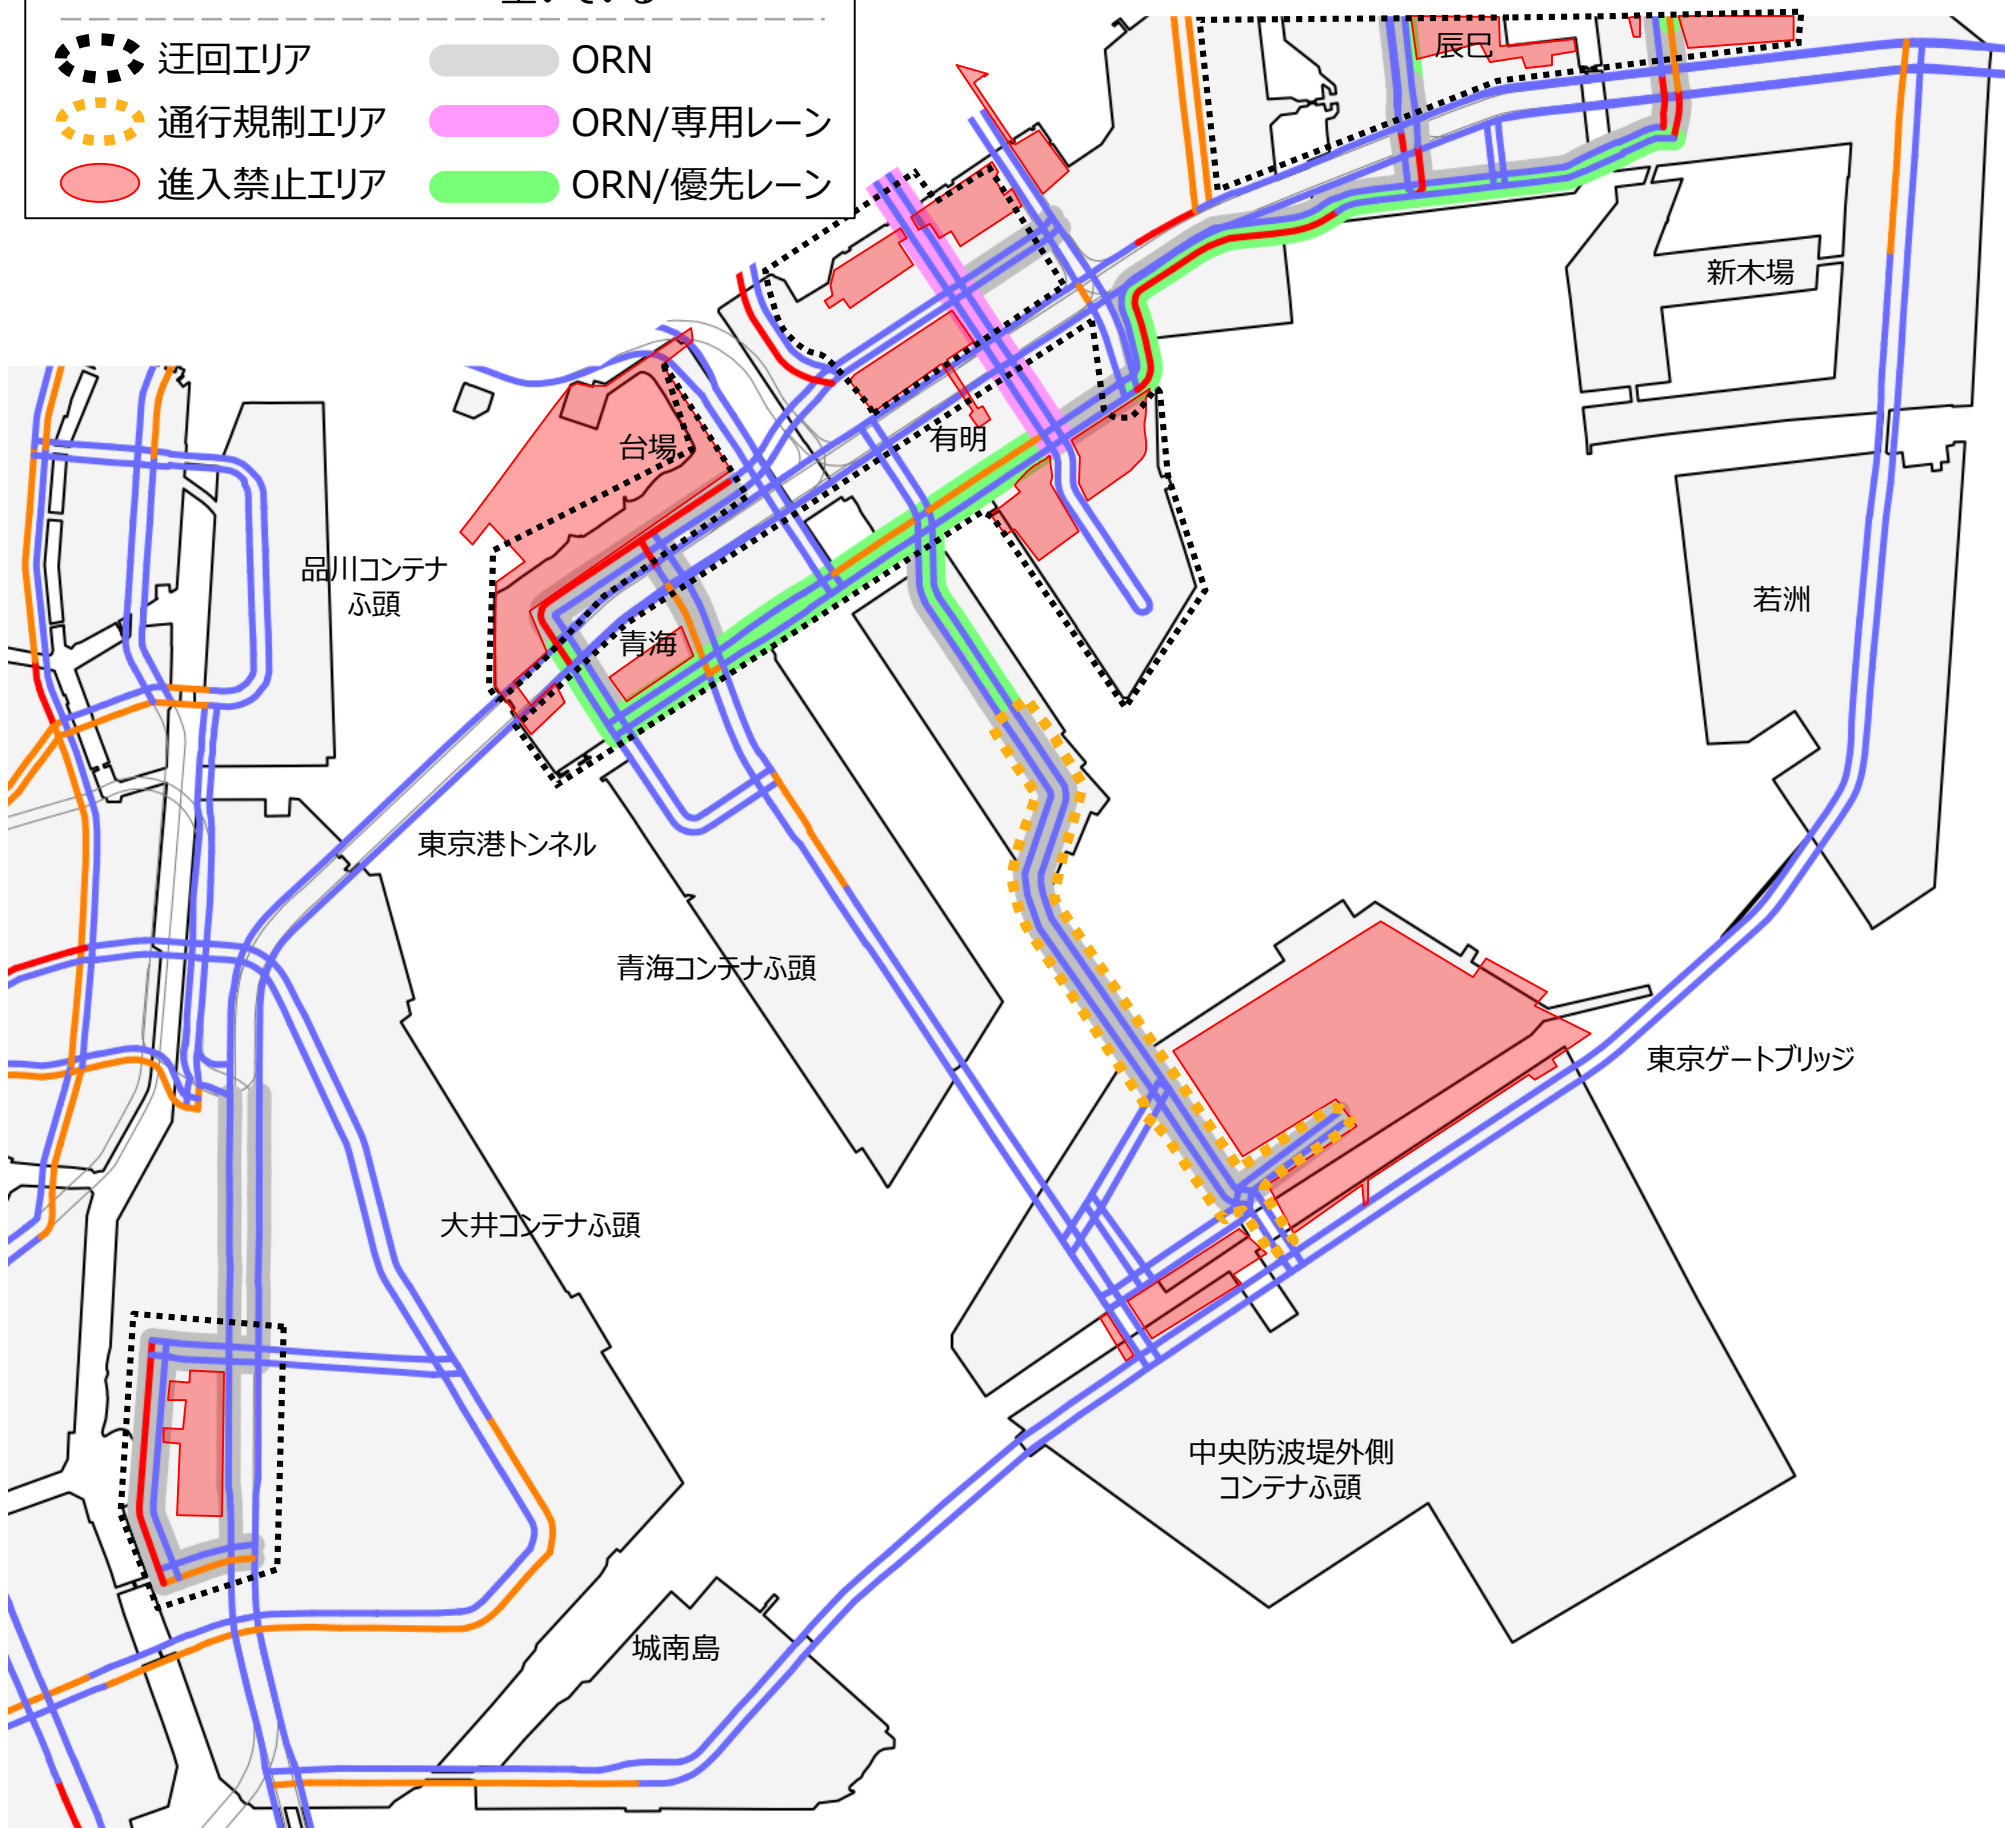 空いている
迂回エリア
ORN
通行規制エリア
ORN/専用レーン
進入禁止エリア
ORN/優先レーン
辰巳
新木場
台場
有明
品川コンテナ
ふ頭
青海
若洲
東京港トンネル
青海コンテナふ頭
東京ゲートブリッジ
大井コンテナふ頭
中央防波堤外側
コンテナふ頭
城南島